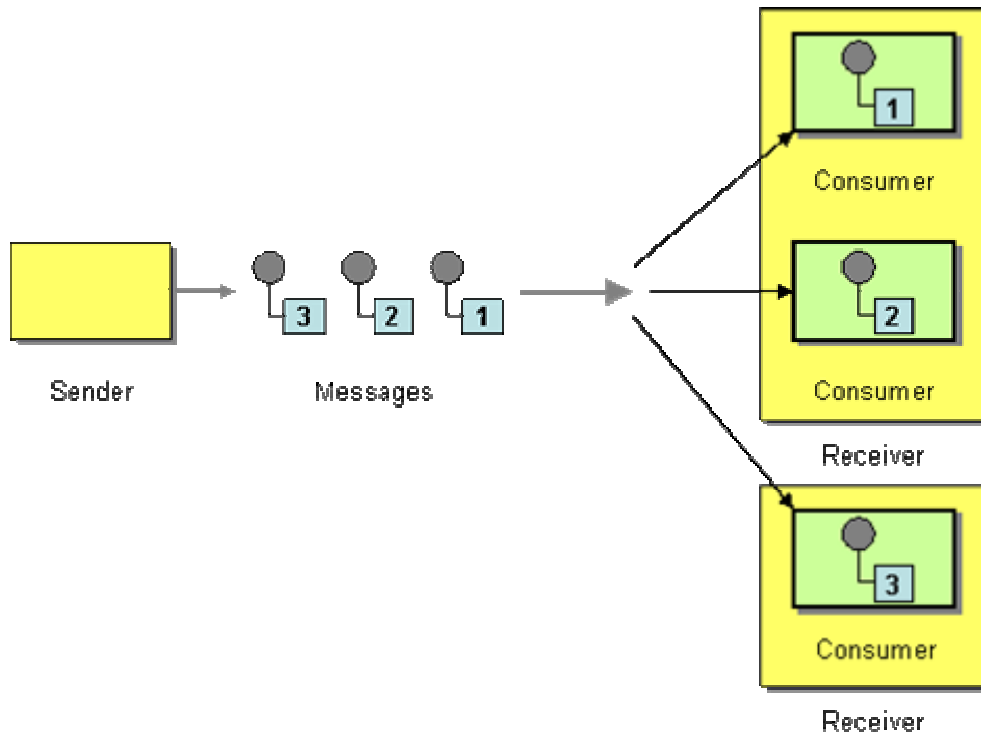 1
Consumer
2
Consumer
Receiver
3 2 1
Sender
Messages
3
Consumer
Receiver